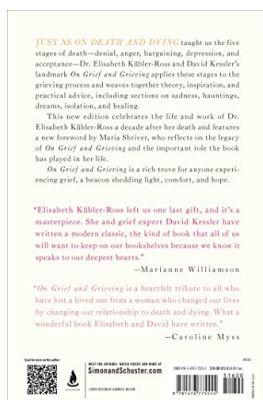 JUST AS ON DEATH AND DYING taught us the five
stages of death—denial, anger, bargaining, depression, and
acceptance—Dr. Elisabeth Kübler-Ross and David Kessler's
landmark On Grief and Grieving applies these stages to the
grieving process and weaves together theory, inspiration, and
practical advice, including sections on sadness, hauntings,
dreams, isolation, and healing.
This new edition celebrates the life and work of Dr.
Elisabeth Kübler-Ross a decade after her death and features
a new foreword by Maria Shriver, who reflects on the legacy
of On Grief and Grieving and the important role the book
has played in her life.
On Grief and Grieving is a rich trove for anyone experi-
encing grief, a beacon shedding light, comfort, and hope.
"Elisabeth Kübler-Ross left us one last gift, and it's a
masterpiece. She and grief expert David Kessler have
written a modern classic, the kind of book that all of us
will want to keep on our bookshelves because we know it
speaks to our deepest hearts."
—Marianne Williamson
"On Grief and Grieving is a heartfelt tribute to all who
have lost a loved one from a woman who changed our lives
by changing our relationship to death and dying. What a
wonderful book Elisabeth and David have written."
—Caroline Myss
MEET THE AUTHORS, WATCH VIDEOS AND MORE AT
SimonandSchuster.com